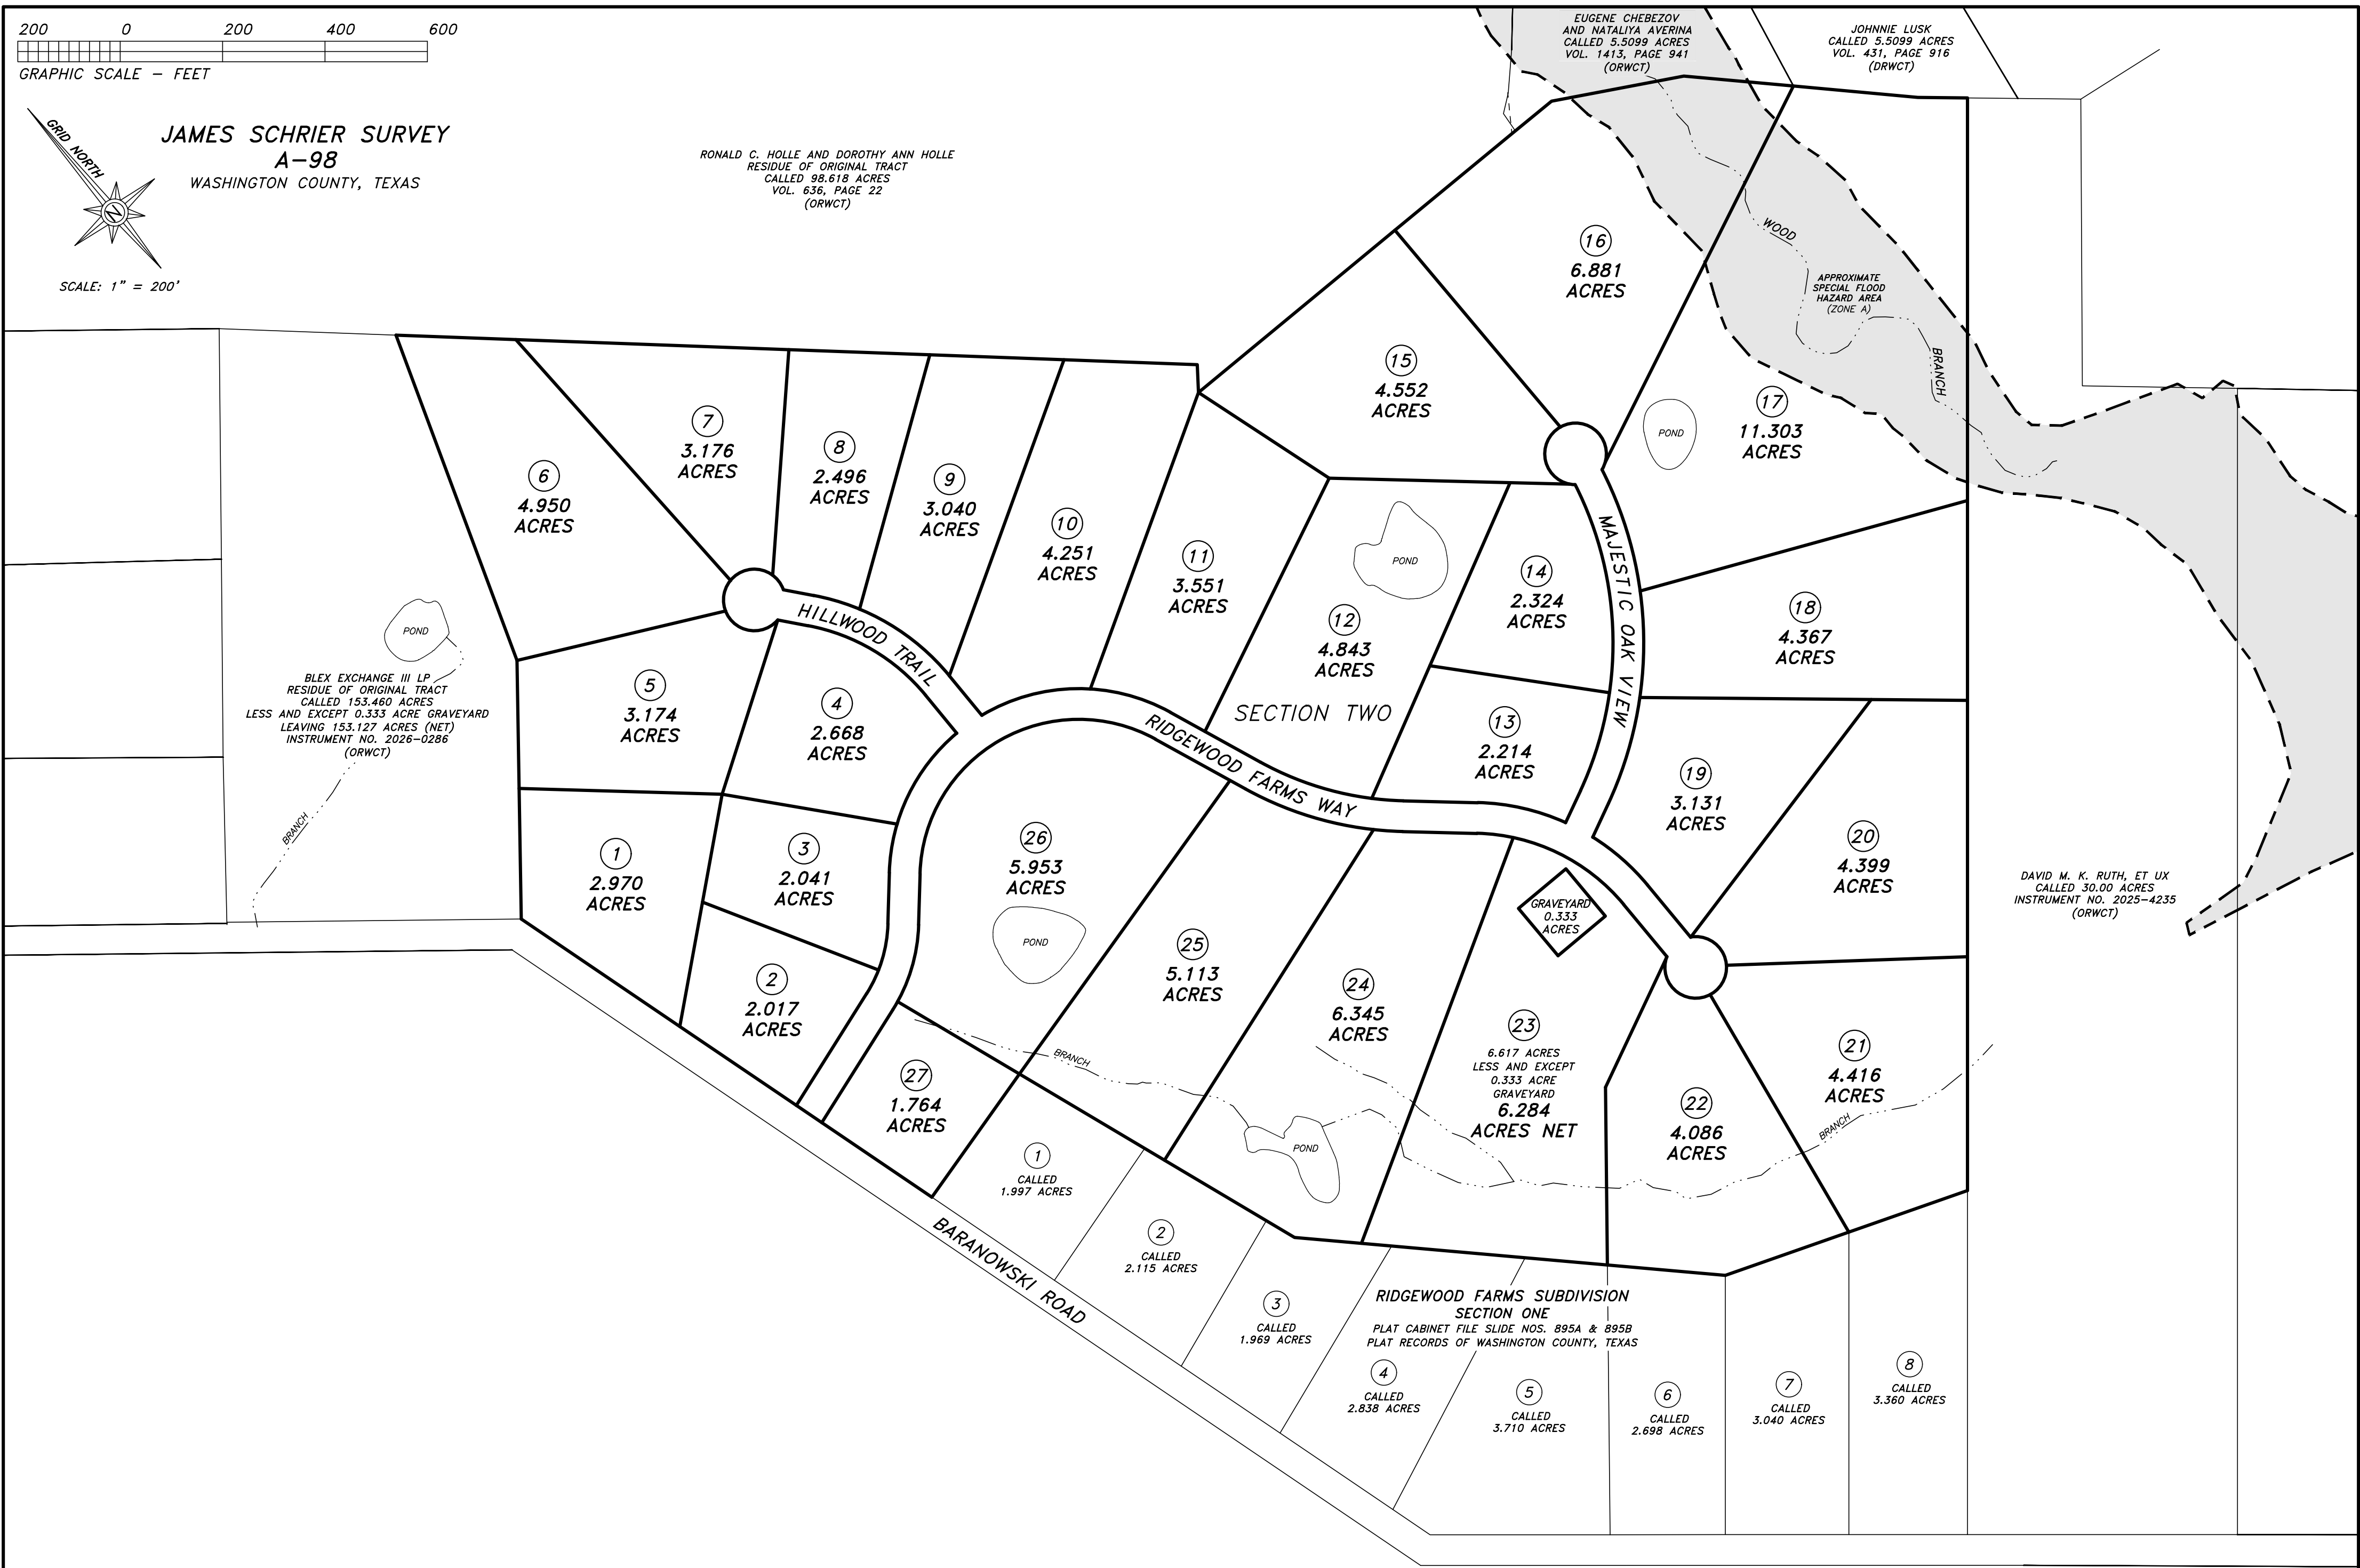 200 0 200 400 600
GRAPHIC SCALE – FEET
GRID NORTH
N
JAMES SCHRIER SURVEY
A–98
WASHINGTON COUNTY, TEXAS
SCALE: 1" = 200'
RONALD C. HOLLE AND DOROTHY ANN HOLLE
RESIDUE OF ORIGINAL TRACT
CALLED 98.618 ACRES
VOL. 636, PAGE 22
(ORWCT)
EUGENE CHEBEZOV
AND NATALIYA AVERINA
CALLED 5.5099 ACRES
VOL. 1413, PAGE 941
(ORWCT)
JOHNNIE LUSK
CALLED 5.5099 ACRES
VOL. 431, PAGE 916
(DRWCT)
WOOD
APPROXIMATE
SPECIAL FLOOD
HAZARD AREA
(ZONE A)
BRANCH
16
6.881
ACRES
15
4.552
ACRES
17
11.303
ACRES
POND
6
4.950
ACRES
7
3.176
ACRES
8
2.496
ACRES
9
3.040
ACRES
10
4.251
ACRES
11
3.551
ACRES
POND
12
4.843
ACRES
SECTION TWO
14
2.324
ACRES
13
2.214
ACRES
MAJESTIC OAK VIEW
18
4.367
ACRES
HILLWOOD TRAIL
RIDGEWOOD FARMS WAY
POND
BLEX EXCHANGE III LP
RESIDUE OF ORIGINAL TRACT
CALLED 153.460 ACRES
LESS AND EXCEPT 0.333 ACRE GRAVEYARD
LEAVING 153.127 ACRES (NET)
INSTRUMENT NO. 2026–0286
(ORWCT)
BRANCH
5
3.174
ACRES
4
2.668
ACRES
1
2.970
ACRES
3
2.041
ACRES
2
2.017
ACRES
26
5.953
ACRES
POND
25
5.113
ACRES
24
6.345
ACRES
GRAVEYARD
0.333
ACRES
19
3.131
ACRES
20
4.399
ACRES
DAVID M. K. RUTH, ET UX
CALLED 30.00 ACRES
INSTRUMENT NO. 2025–4235
(ORWCT)
23
6.617 ACRES
LESS AND EXCEPT
0.333 ACRE
GRAVEYARD
6.284
ACRES NET
22
4.086
ACRES
21
4.416
ACRES
BRANCH
27
1.764
ACRES
BRANCH
POND
BARANOWSKI ROAD
1
CALLED
1.997 ACRES
2
CALLED
2.115 ACRES
3
CALLED
1.969 ACRES
RIDGEWOOD FARMS SUBDIVISION
SECTION ONE
PLAT CABINET FILE SLIDE NOS. 895A & 895B
PLAT RECORDS OF WASHINGTON COUNTY, TEXAS
4
CALLED
2.838 ACRES
5
CALLED
3.710 ACRES
6
CALLED
2.698 ACRES
7
CALLED
3.040 ACRES
8
CALLED
3.360 ACRES